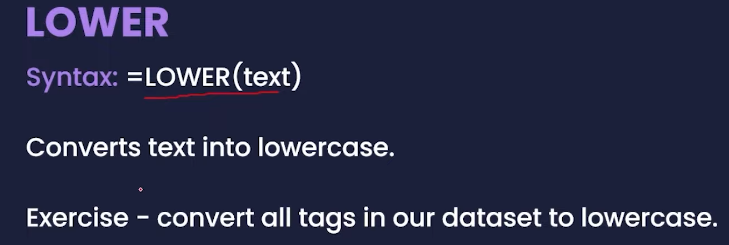 LOWER
Syntax: =LOWER(text)
Converts text into lowercase.
Exercise - convert all tags in our dataset to lowercase.